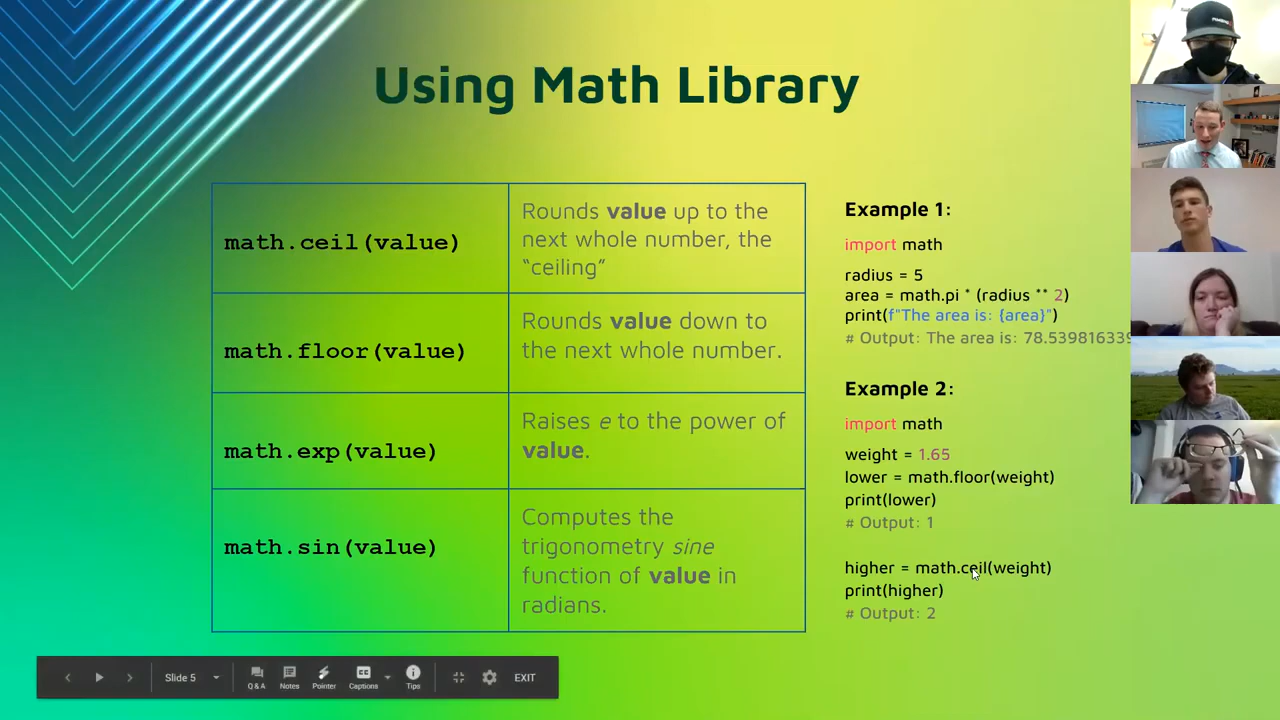 Using Math Library
math.ceil(value)
Rounds value up to the
next whole number, the
“ceiling”
math.floor(value)
Rounds value down to
the next whole number.
math.exp(value)
Raises e to the power of
value.
math.sin(value)
Computes the
trigonometry sine
function of value in
radians.
Example 1:
import math
radius = 5
area = math.pi * (radius ** 2)
print(f"The area is: {area}")
# Output: The area is: 78.539816339
Example 2:
import math
weight = 1.65
lower = math.floor(weight)
print(lower)
# Output: 1
higher = math.ceil(weight)
print(higher)
# Output: 2
Slide 5
Q & A
Notes
Pointer
Captions
Tips
EXIT